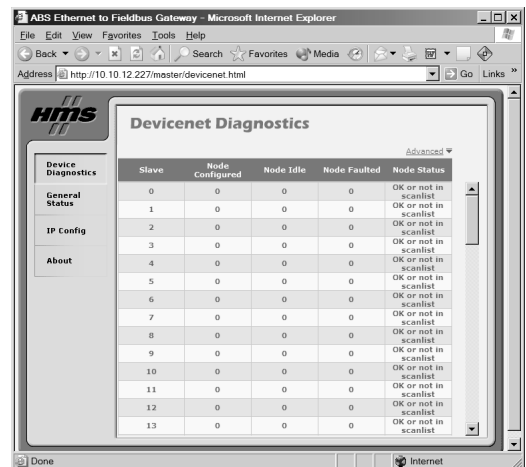 ABS Ethernet to Fieldbus Gateway - Microsoft Internet Explorer
File Edit View Favorites Tools Help
Back Search Favorites Media
Address http://10.10.12.227/master/devicenet.html Go Links
HMS
Devicenet Diagnostics
Advanced
Device Diagnostics
General Status
IP Config
About
Slave Node Configured Node Idle Node Faulted Node Status
0 0 0 0 OK or not in scanlist
1 0 0 0 OK or not in scanlist
2 0 0 0 OK or not in scanlist
3 0 0 0 OK or not in scanlist
4 0 0 0 OK or not in scanlist
5 0 0 0 OK or not in scanlist
6 0 0 0 OK or not in scanlist
7 0 0 0 OK or not in scanlist
8 0 0 0 OK or not in scanlist
9 0 0 0 OK or not in scanlist
10 0 0 0 OK or not in scanlist
11 0 0 0 OK or not in scanlist
12 0 0 0 OK or not in scanlist
13 0 0 0 OK or not in scanlist
Done Internet